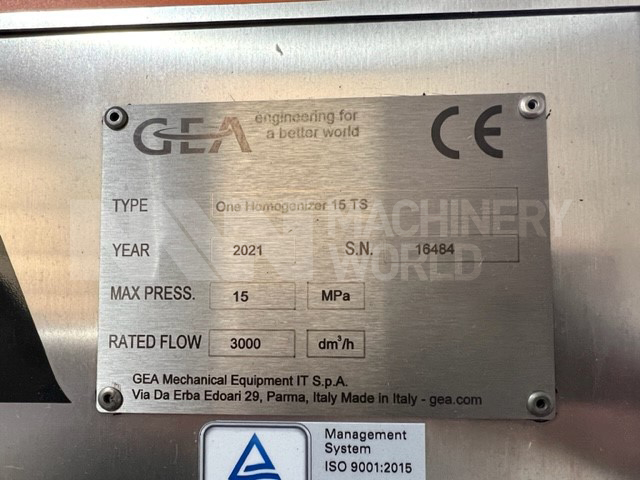 GEA engineering for
a better world
CE
TYPE One Homogenizer 15 TS
YEAR 2021 S.N. 16484
MACHINERY
WORLD
MAX PRESS. 15 MPa
RATED FLOW 3000 dm³/h
GEA Mechanical Equipment IT S.p.A.
Via Da Erba Edoari 29, Parma, Italy Made in Italy - gea.com
Management
System
ISO 9001:2015